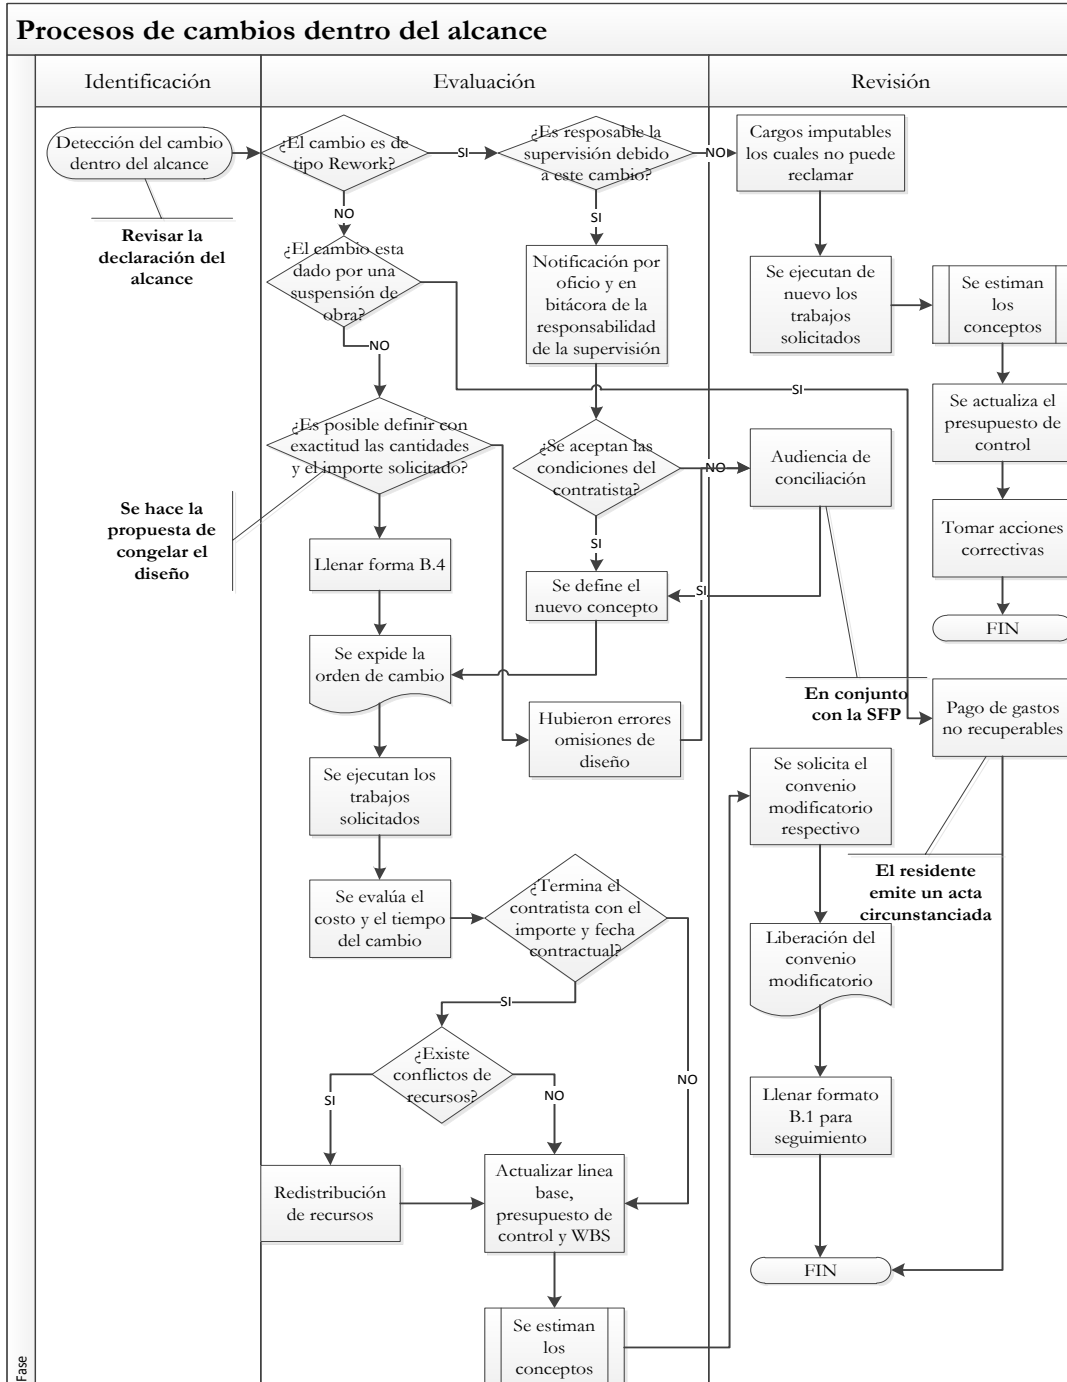 Procesos de cambios dentro del alcance
Identificación
Evaluación
Revisión
Detección del cambio
dentro del alcance
Revisar la
declaración del
alcance
¿El cambio es de
tipo Rework?
SI
NO
¿Es resposable la
supervisión debido
a este cambio?
NO
SI
Cargos imputables
los cuales no puede
reclamar
¿El cambio esta
dado por una
suspensión de
obra?
NO
SI
Notificación por
oficio y en
bitácora de la
responsabilidad
de la supervisión
Se ejecutan de
nuevo los
trabajos
solicitados
Se estiman
los
conceptos
Se actualiza el
presupuesto de
control
Tomar acciones
correctivas
FIN
¿Es posible definir con
exactitud las cantidades
y el importe solicitado?
Se hace la
propuesta de
congelar el
diseño
¿Se aceptan las
condiciones del
contratista?
NO
SI
Audiencia de
conciliación
SI
En conjunto
con la SFP
Llenar forma B.4
Se define el
nuevo concepto
Se expide la
orden de cambio
Hubieron errores
omisiones de
diseño
Pago de gastos
no recuperables
El residente
emite un acta
circunstanciada
Se ejecutan los
trabajos
solicitados
Se solicita el
convenio
modificatorio
respectivo
Se evalúa el
costo y el tiempo
del cambio
¿Termina el
contratista con el
importe y fecha
contractual?
SI
NO
Liberación del
convenio
modificatorio
¿Existe
conflictos de
recursos?
SI
NO
Llenar formato
B.1 para
seguimiento
Redistribución
de recursos
Actualizar linea
base,
presupuesto de
control y WBS
FIN
Se estiman
los
conceptos
Fase